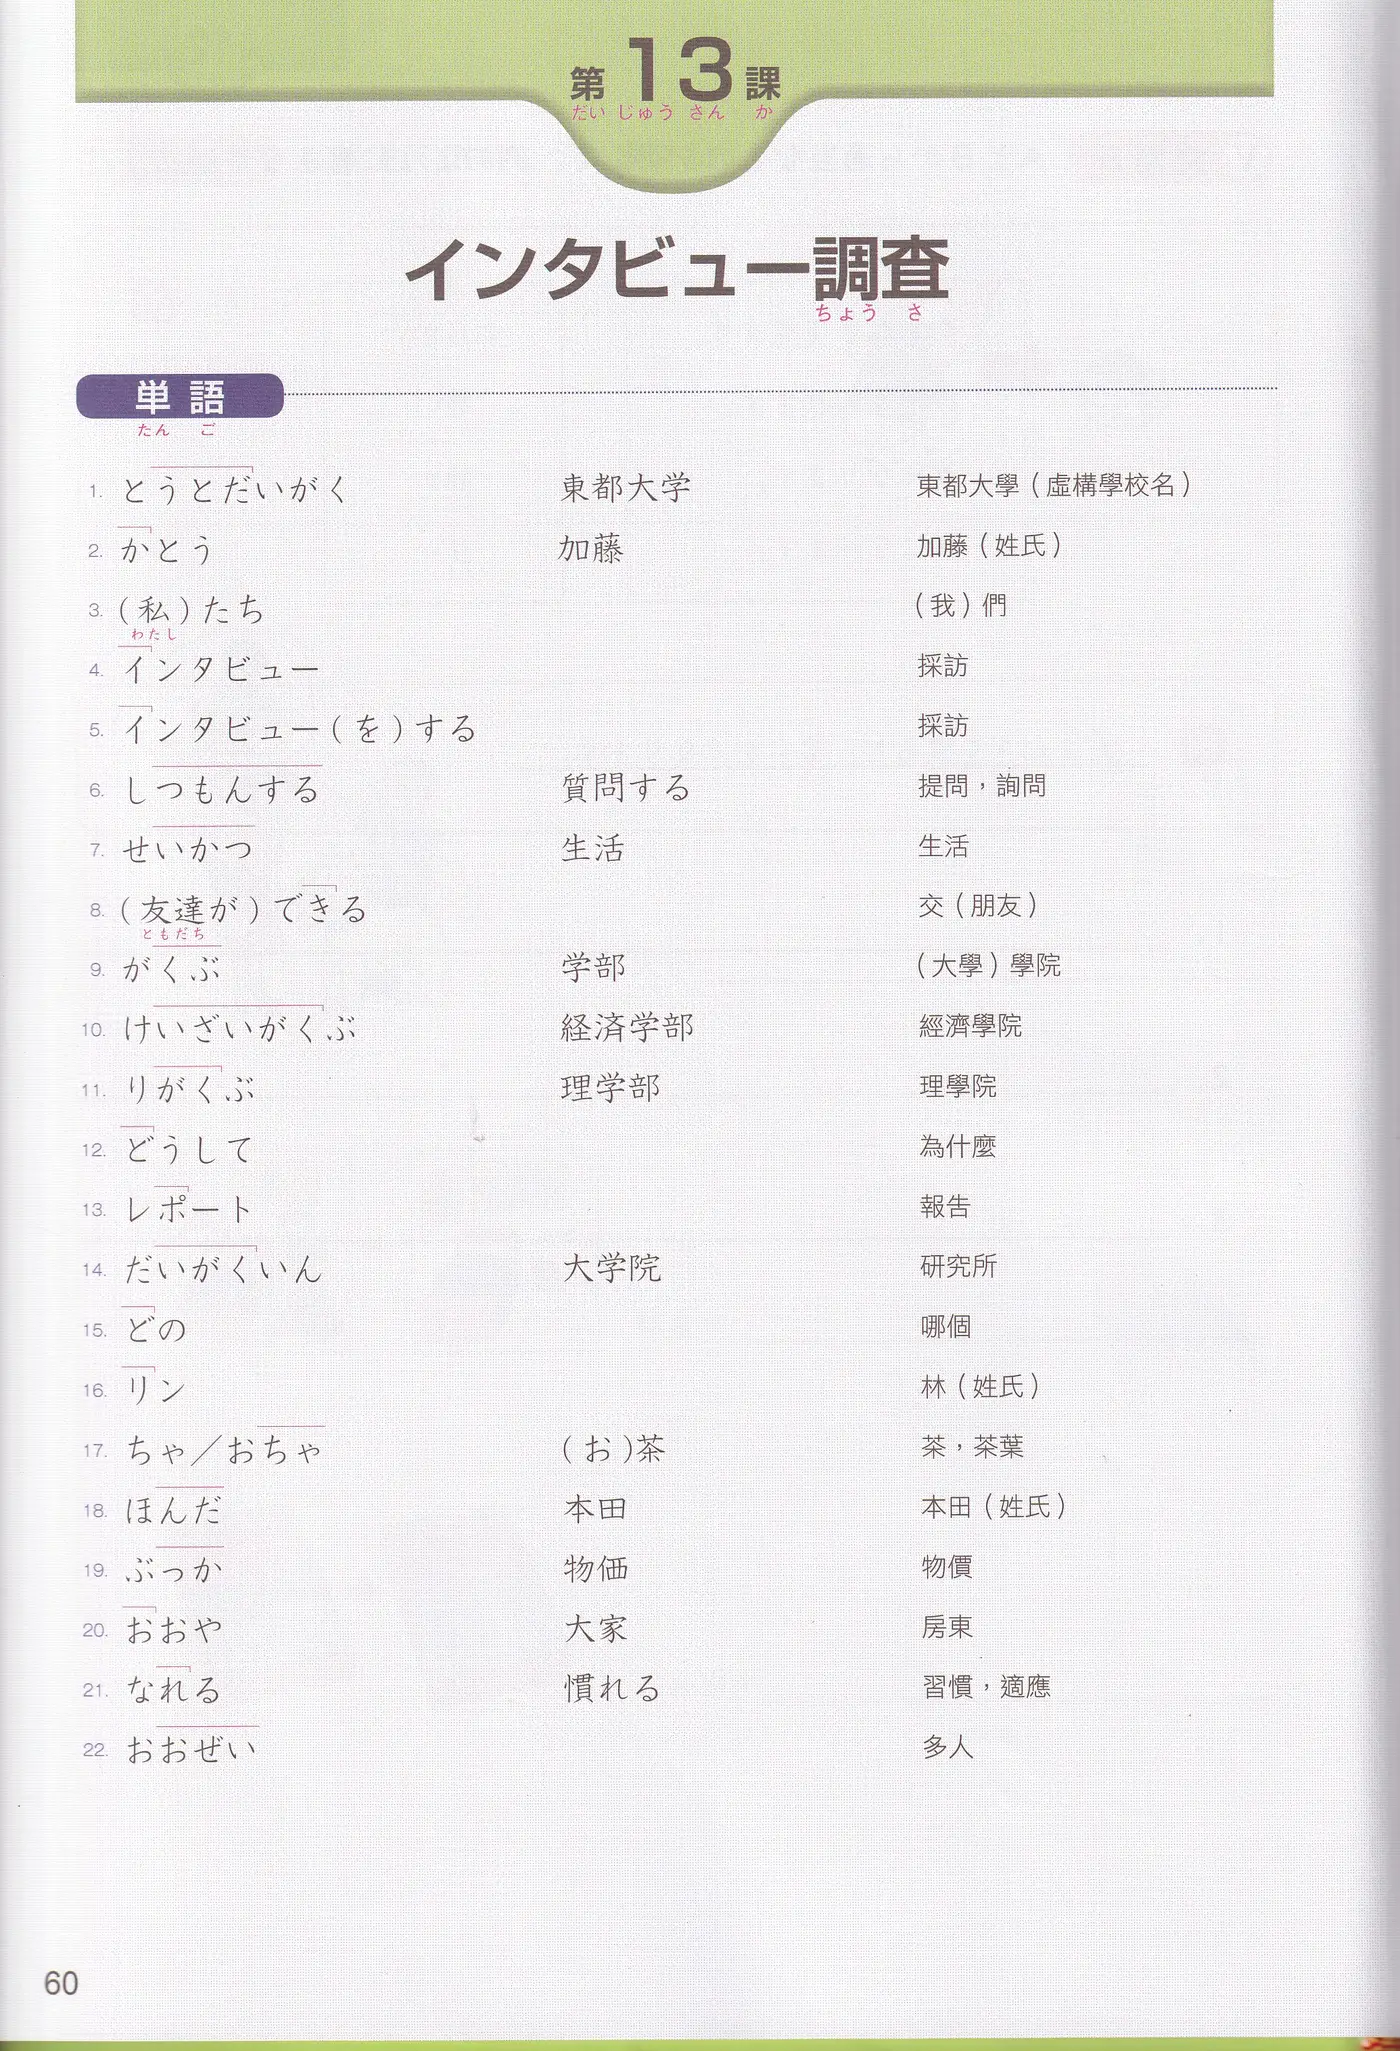 第13課
だい じゅう さん か
インタビュー調査
ちょう さ
単語
たん ご
1. とうとだいがく 東都大学 東都大學（虛構學校名）
2. かとう 加藤 加藤（姓氏）
3. (私)たち （我）們
わたし
4. インタビュー 採訪
5. インタビュー(を)する 採訪
6. しつもんする 質問する 提問，詢問
7. せいかつ 生活 生活
8. (友達が)できる 交（朋友）
ともだち
9. がくぶ 学部 （大學）學院
10. けいざいがくぶ 経済学部 經濟學院
11. りがくぶ 理学部 理學院
12. どうして 為什麼
13. レポート 報告
14. だいがくいん 大学院 研究所
15. どの 哪個
16. リン 林（姓氏）
17. ちゃ／おちゃ (お)茶 茶，茶葉
18. ほんだ 本田 本田（姓氏）
19. ぶっか 物価 物價
20. おおや 大家 房東
21. なれる 慣れる 習慣，適應
22. おおぜい 多人
60